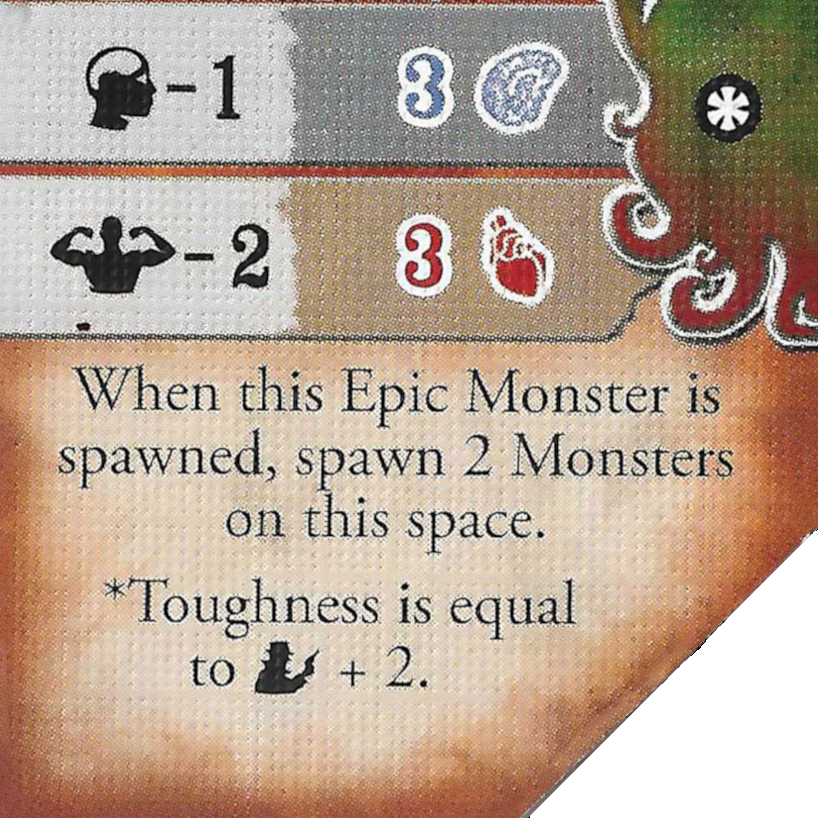 -1 3
-2 3
When this Epic Monster is
spawned, spawn 2 Monsters
on this space.
*Toughness is equal
to + 2.